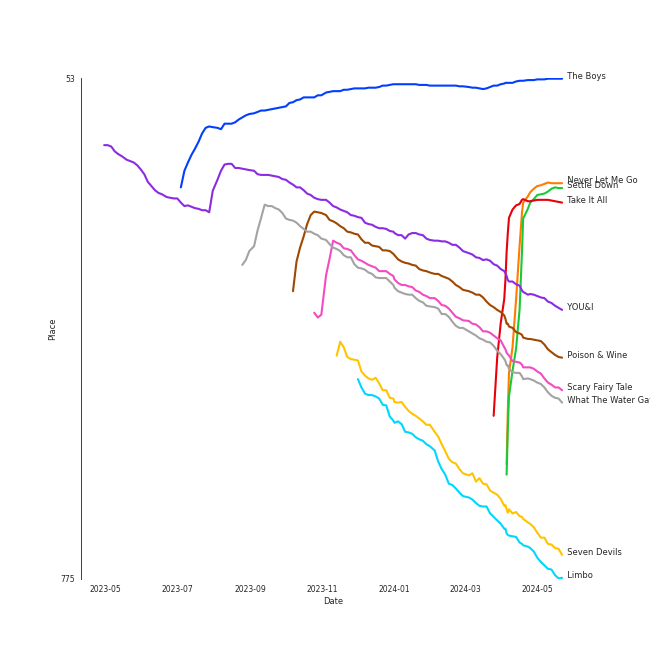 53
The Boys
Never Let Me Go
Settle Down
Take It All
Place
YOU&I
Poison & Wine
Scary Fairy Tale
What The Water Ga
Seven Devils
Limbo
775
2023-05 2023-07 2023-09 2023-11 2024-01 2024-03 2024-05
Date